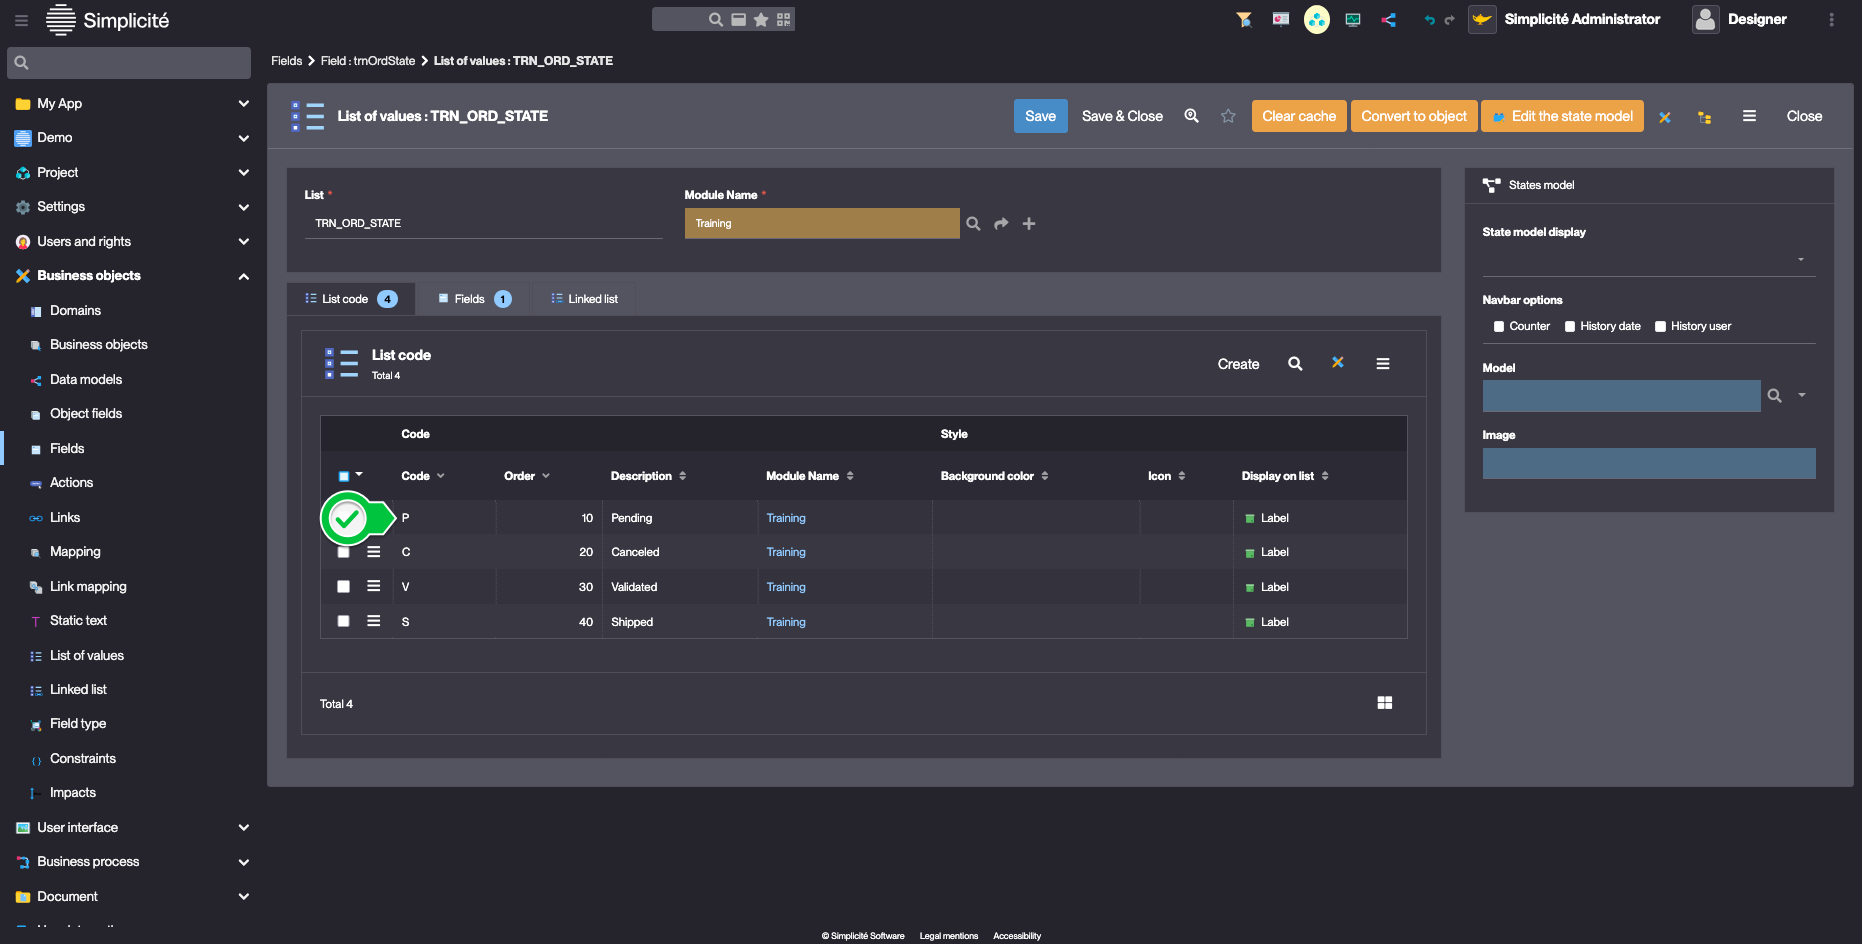 Simplicité
Simplicité Administrator
Designer
My App
Demo
Project
Settings
Users and rights
Business objects
Domains
Business objects
Data models
Object fields
Fields
Actions
Links
Mapping
Link mapping
Static text
List of values
Linked list
Field type
Constraints
Impacts
User interface
Business process
Document
Fields Field : trnOrdState List of values : TRN_ORD_STATE
List of values : TRN_ORD_STATE
Save
Save & Close
Clear cache
Convert to object
Edit the state model
Close
List *
TRN_ORD_STATE
Module Name *
Training
List code 4
Fields 1
Linked list
List code
Total 4
Create
Code Style
Code Order Description Module Name Background color Icon Display on list
P 10 Pending Training Label
C 20 Canceled Training Label
V 30 Validated Training Label
S 40 Shipped Training Label
Total 4
States model
State model display
Navbar options
Counter History date History user
Model
Image
© Simplicité Software Legal mentions Accessibility